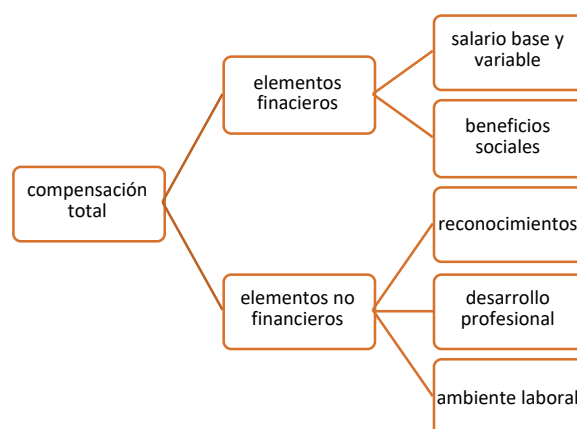 compensación
total
elementos
finacieros
salario base y
variable
beneficios
sociales
elementos no
financieros
reconocimientos
desarrollo
profesional
ambiente laboral